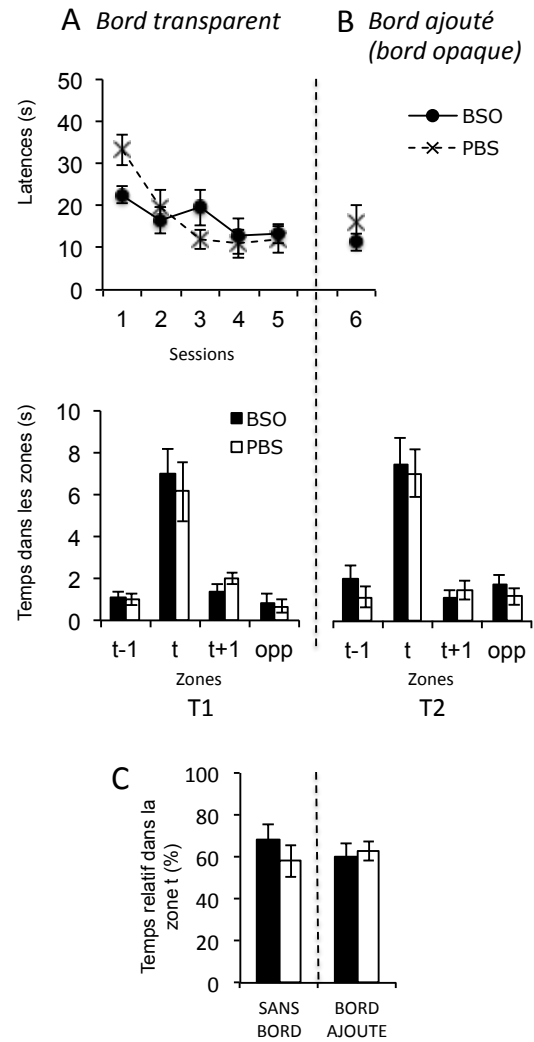 A Bord transparent
B Bord ajouté
(bord opaque)
Latences (s)
50
40
30
20
10
0
1 2 3 4 5
Sessions
6
BSO
PBS
Temps dans les zones (s)
10
8
6
4
2
0
BSO
PBS
t-1 t t+1 opp
Zones
T1
t-1 t t+1 opp
Zones
T2
C
Temps relatif dans la
zone t (%)
100
80
60
40
20
0
SANS
BORD
BORD
AJOUTE